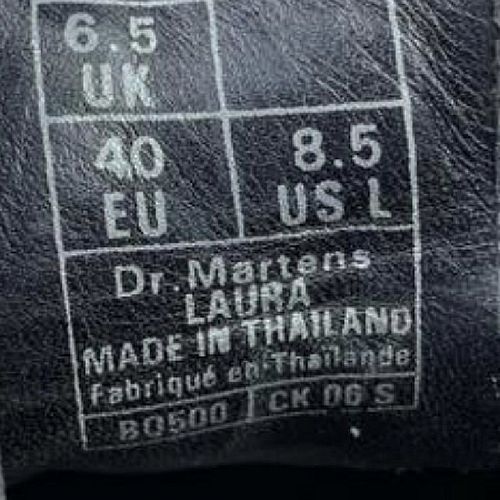 6.5
UK
40
EU
8.5
US L
Dr. Martens
LAURA
MADE IN THAILAND
Fabriqué en Thaïlande
BQ500 CK 06 S